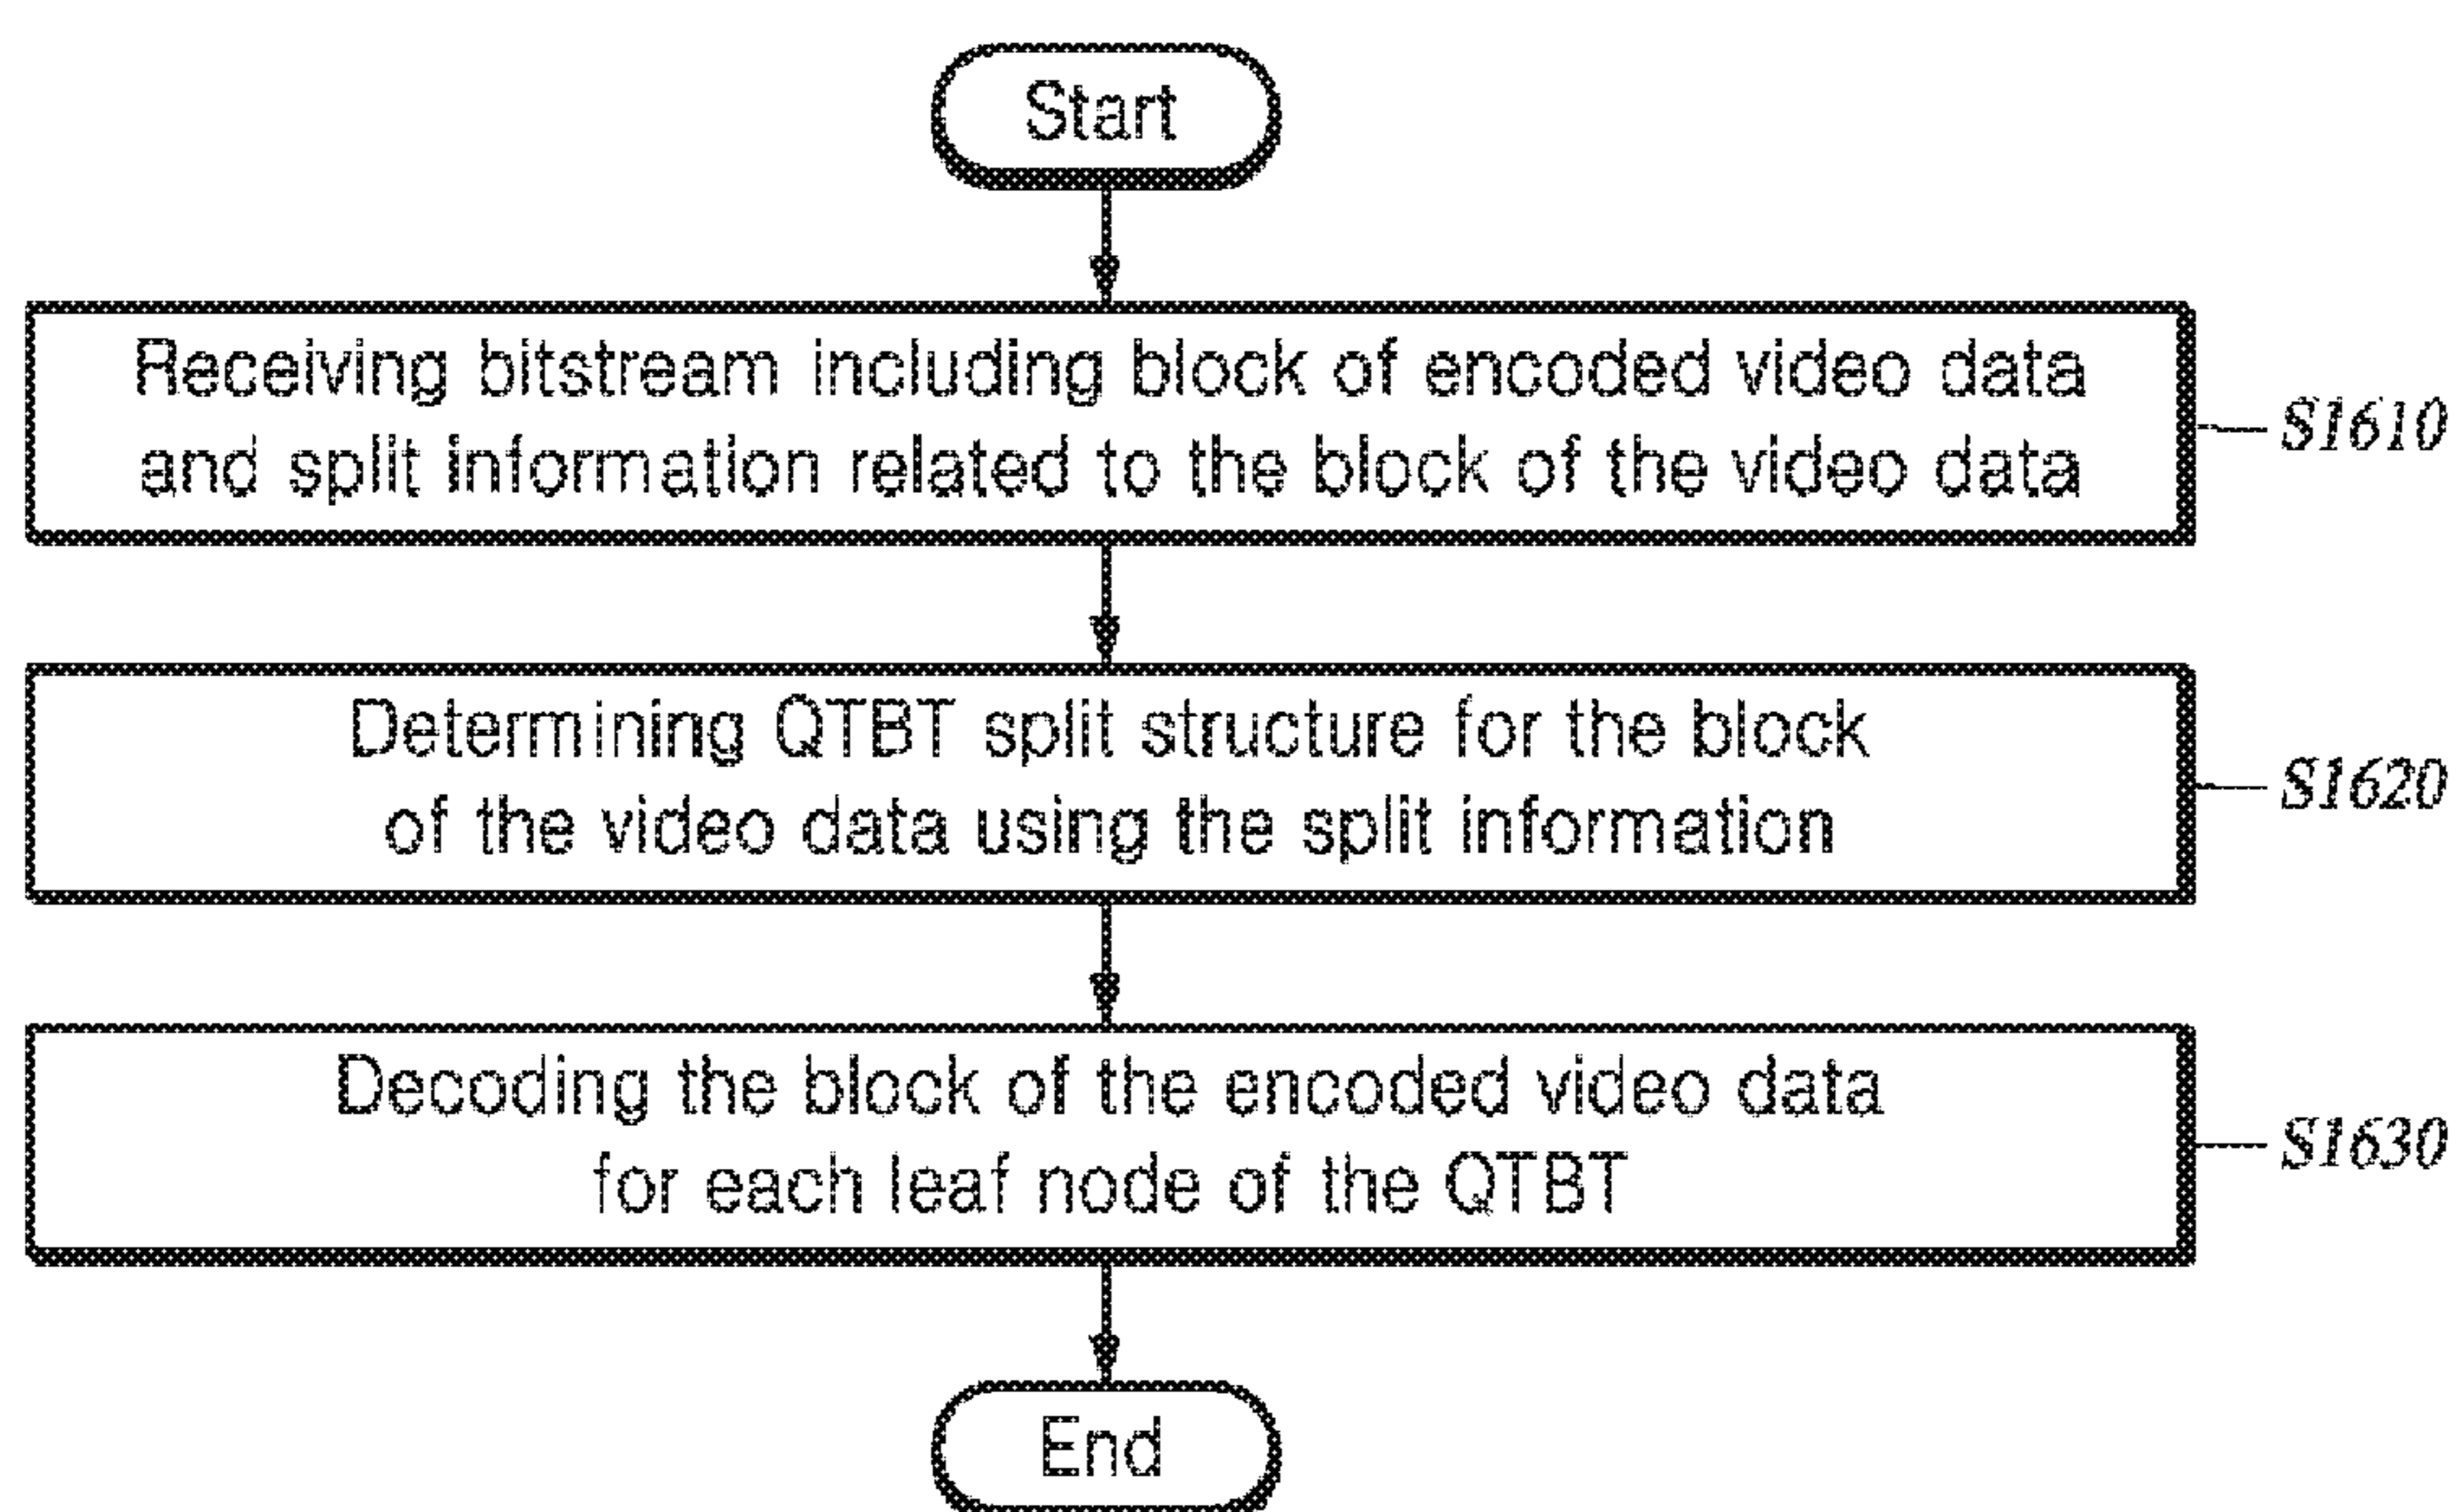 Start
Receiving bitstream including block of encoded video data
and split information related to the block of the video data
S1610
Determining QTBT split structure for the block
of the video data using the split information
S1620
Decoding the block of the encoded video data
for each leaf node of the QTBT
S1630
End